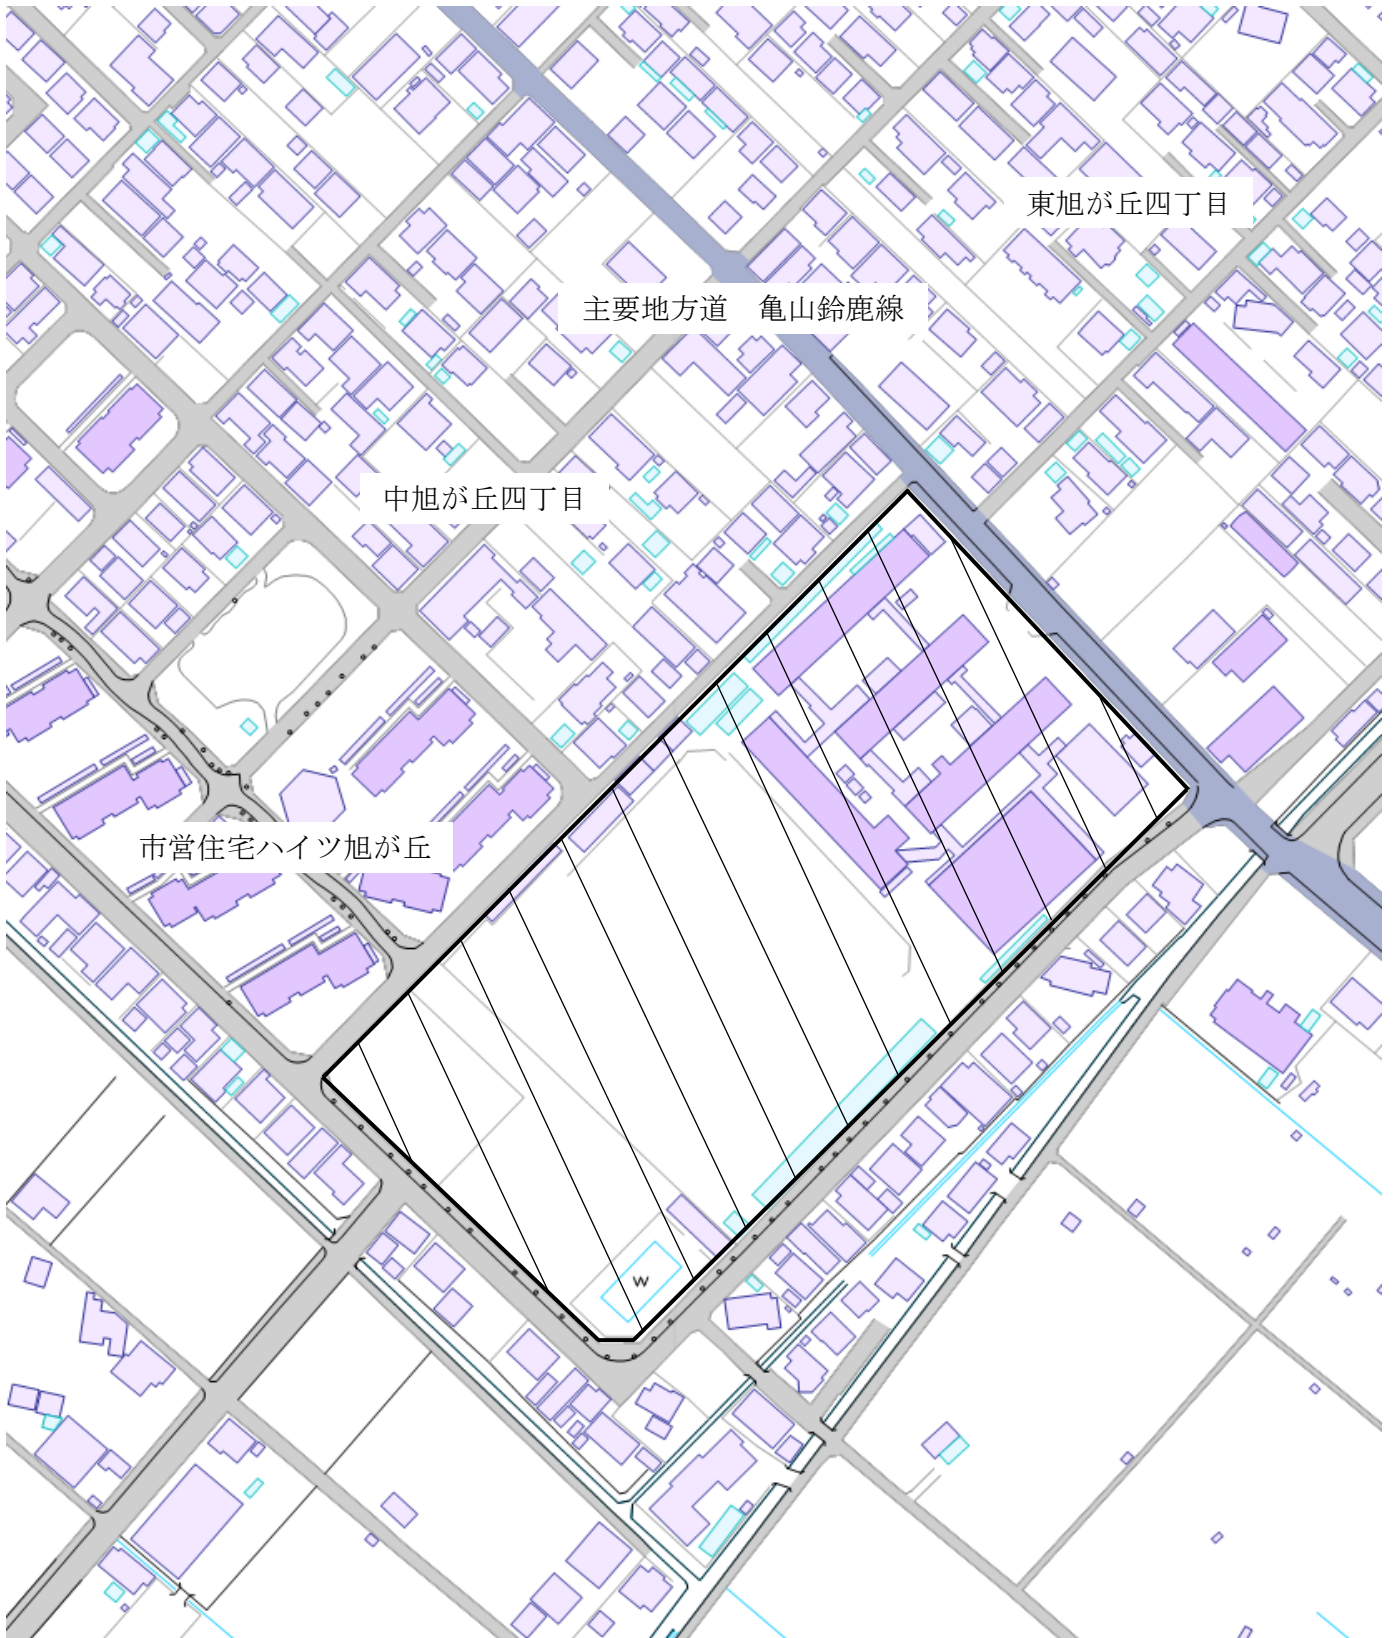 東旭が丘四丁目
主要地方道　亀山鈴鹿線
中旭が丘四丁目
市営住宅ハイツ旭が丘
W